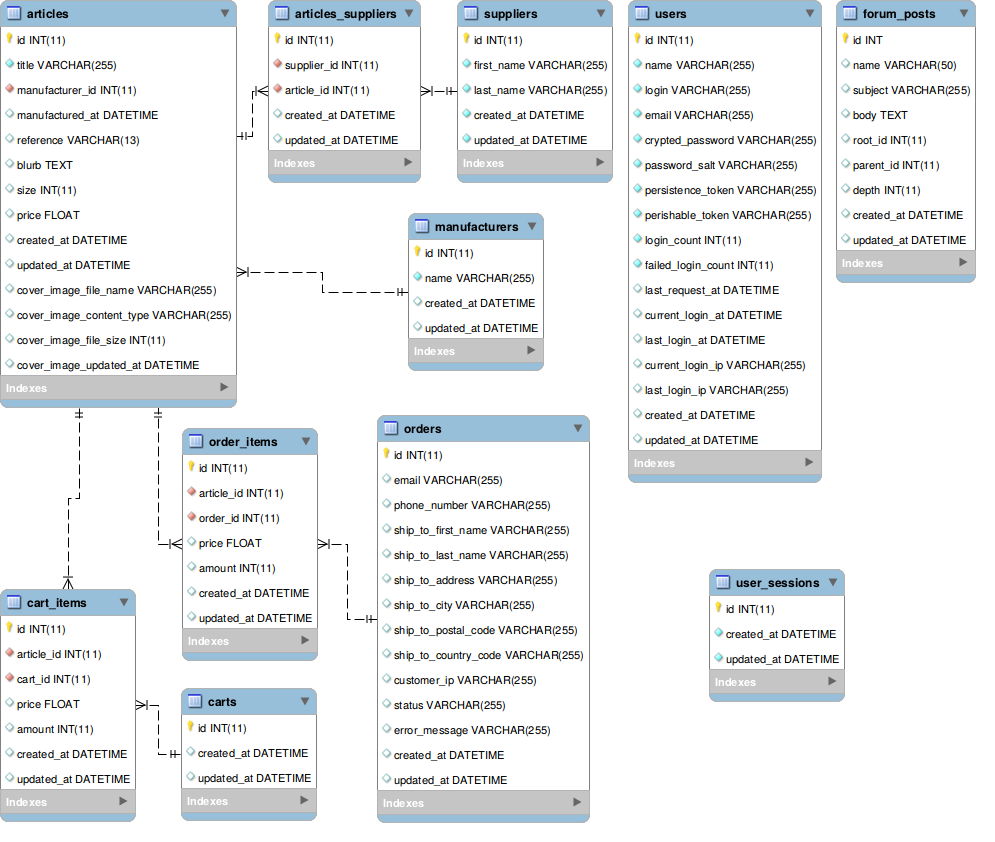 articles
id INT(11)
title VARCHAR(255)
manufacturer_id INT(11)
manufactured_at DATETIME
reference VARCHAR(13)
blurb TEXT
size INT(11)
price FLOAT
created_at DATETIME
updated_at DATETIME
cover_image_file_name VARCHAR(255)
cover_image_content_type VARCHAR(255)
cover_image_file_size INT(11)
cover_image_updated_at DATETIME
Indexes
articles_suppliers
id INT(11)
supplier_id INT(11)
article_id INT(11)
created_at DATETIME
updated_at DATETIME
Indexes
suppliers
id INT(11)
first_name VARCHAR(255)
last_name VARCHAR(255)
created_at DATETIME
updated_at DATETIME
Indexes
users
id INT(11)
name VARCHAR(255)
login VARCHAR(255)
email VARCHAR(255)
crypted_password VARCHAR(255)
password_salt VARCHAR(255)
persistence_token VARCHAR(255)
perishable_token VARCHAR(255)
login_count INT(11)
failed_login_count INT(11)
last_request_at DATETIME
current_login_at DATETIME
last_login_at DATETIME
current_login_ip VARCHAR(255)
last_login_ip VARCHAR(255)
created_at DATETIME
updated_at DATETIME
Indexes
forum_posts
id INT
name VARCHAR(50)
subject VARCHAR(255)
body TEXT
root_id INT(11)
parent_id INT(11)
depth INT(11)
created_at DATETIME
updated_at DATETIME
Indexes
manufacturers
id INT(11)
name VARCHAR(255)
created_at DATETIME
updated_at DATETIME
Indexes
order_items
id INT(11)
article_id INT(11)
order_id INT(11)
price FLOAT
amount INT(11)
created_at DATETIME
updated_at DATETIME
Indexes
orders
id INT(11)
email VARCHAR(255)
phone_number VARCHAR(255)
ship_to_first_name VARCHAR(255)
ship_to_last_name VARCHAR(255)
ship_to_address VARCHAR(255)
ship_to_city VARCHAR(255)
ship_to_postal_code VARCHAR(255)
ship_to_country_code VARCHAR(255)
customer_ip VARCHAR(255)
status VARCHAR(255)
error_message VARCHAR(255)
created_at DATETIME
updated_at DATETIME
Indexes
cart_items
id INT(11)
article_id INT(11)
cart_id INT(11)
price FLOAT
amount INT(11)
created_at DATETIME
updated_at DATETIME
Indexes
carts
id INT(11)
created_at DATETIME
updated_at DATETIME
Indexes
user_sessions
id INT(11)
created_at DATETIME
updated_at DATETIME
Indexes